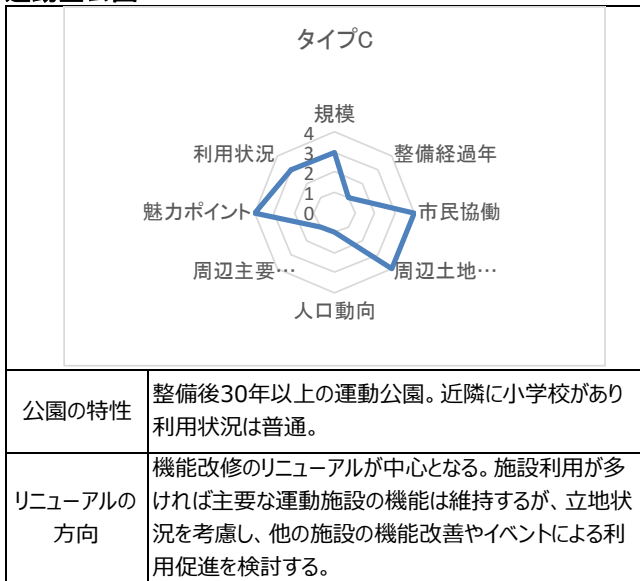 タイプC
規模
4
利用状況
3
整備経過年
2
1
魅力ポイント
0
市民協働
周辺主要…
周辺土地…
人口動向
公園の特性
整備後30年以上の運動公園。近隣に小学校があり
利用状況は普通。
リニューアルの
方向
機能改修のリニューアルが中心となる。施設利用が多
ければ主要な運動施設の機能は維持するが、立地状
況を考慮し、他の施設の機能改善やイベントによる利
用促進を検討する。